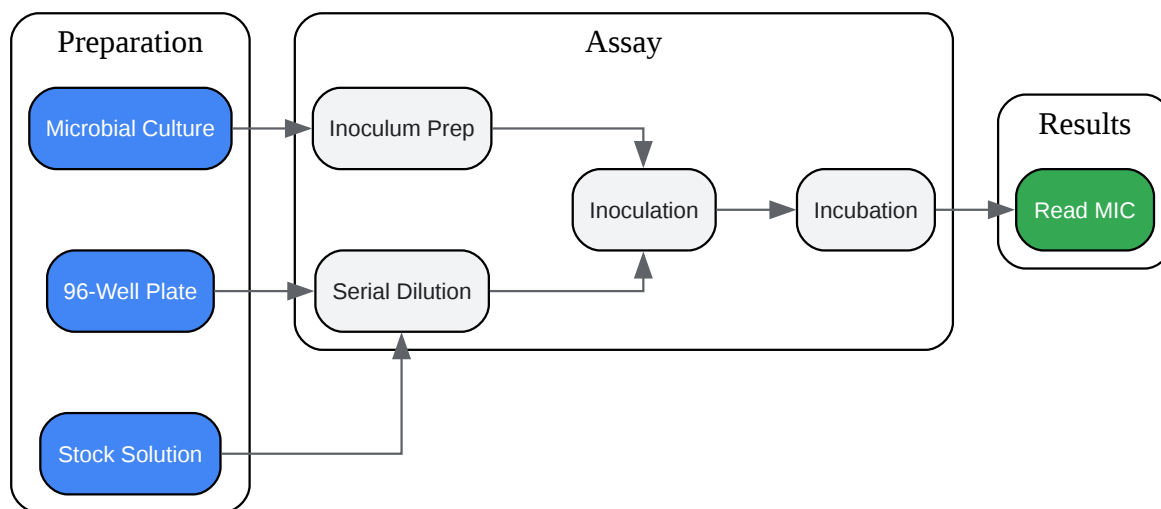 Preparation
Assay
Results
Microbial Culture
Inoculum Prep
Inoculation
Incubation
Read MIC
96-Well Plate
Serial Dilution
Stock Solution